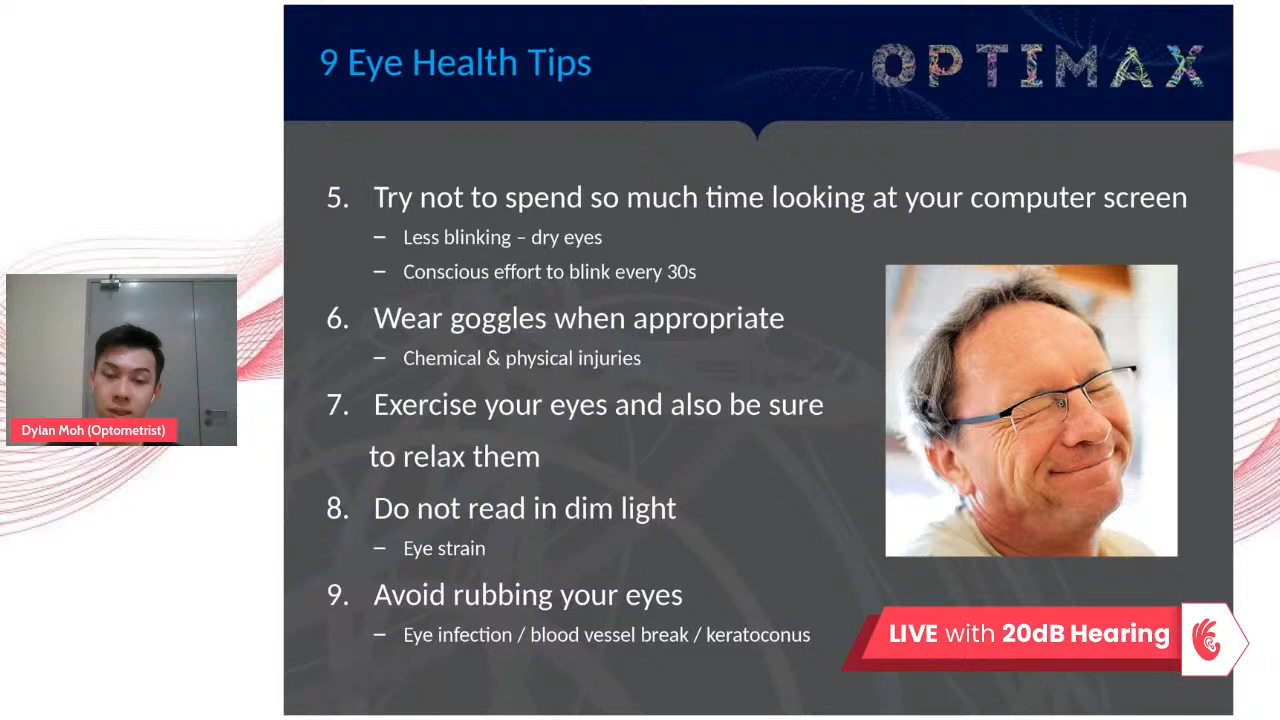 9 Eye Health Tips
OPTIMAX
5. Try not to spend so much time looking at your computer screen
– Less blinking – dry eyes
– Conscious effort to blink every 30s
6. Wear goggles when appropriate
– Chemical & physical injuries
7. Exercise your eyes and also be sure
to relax them
8. Do not read in dim light
– Eye strain
9. Avoid rubbing your eyes
– Eye infection / blood vessel break / keratoconus
Dylan Moh (Optometrist)
LIVE with 20dB Hearing